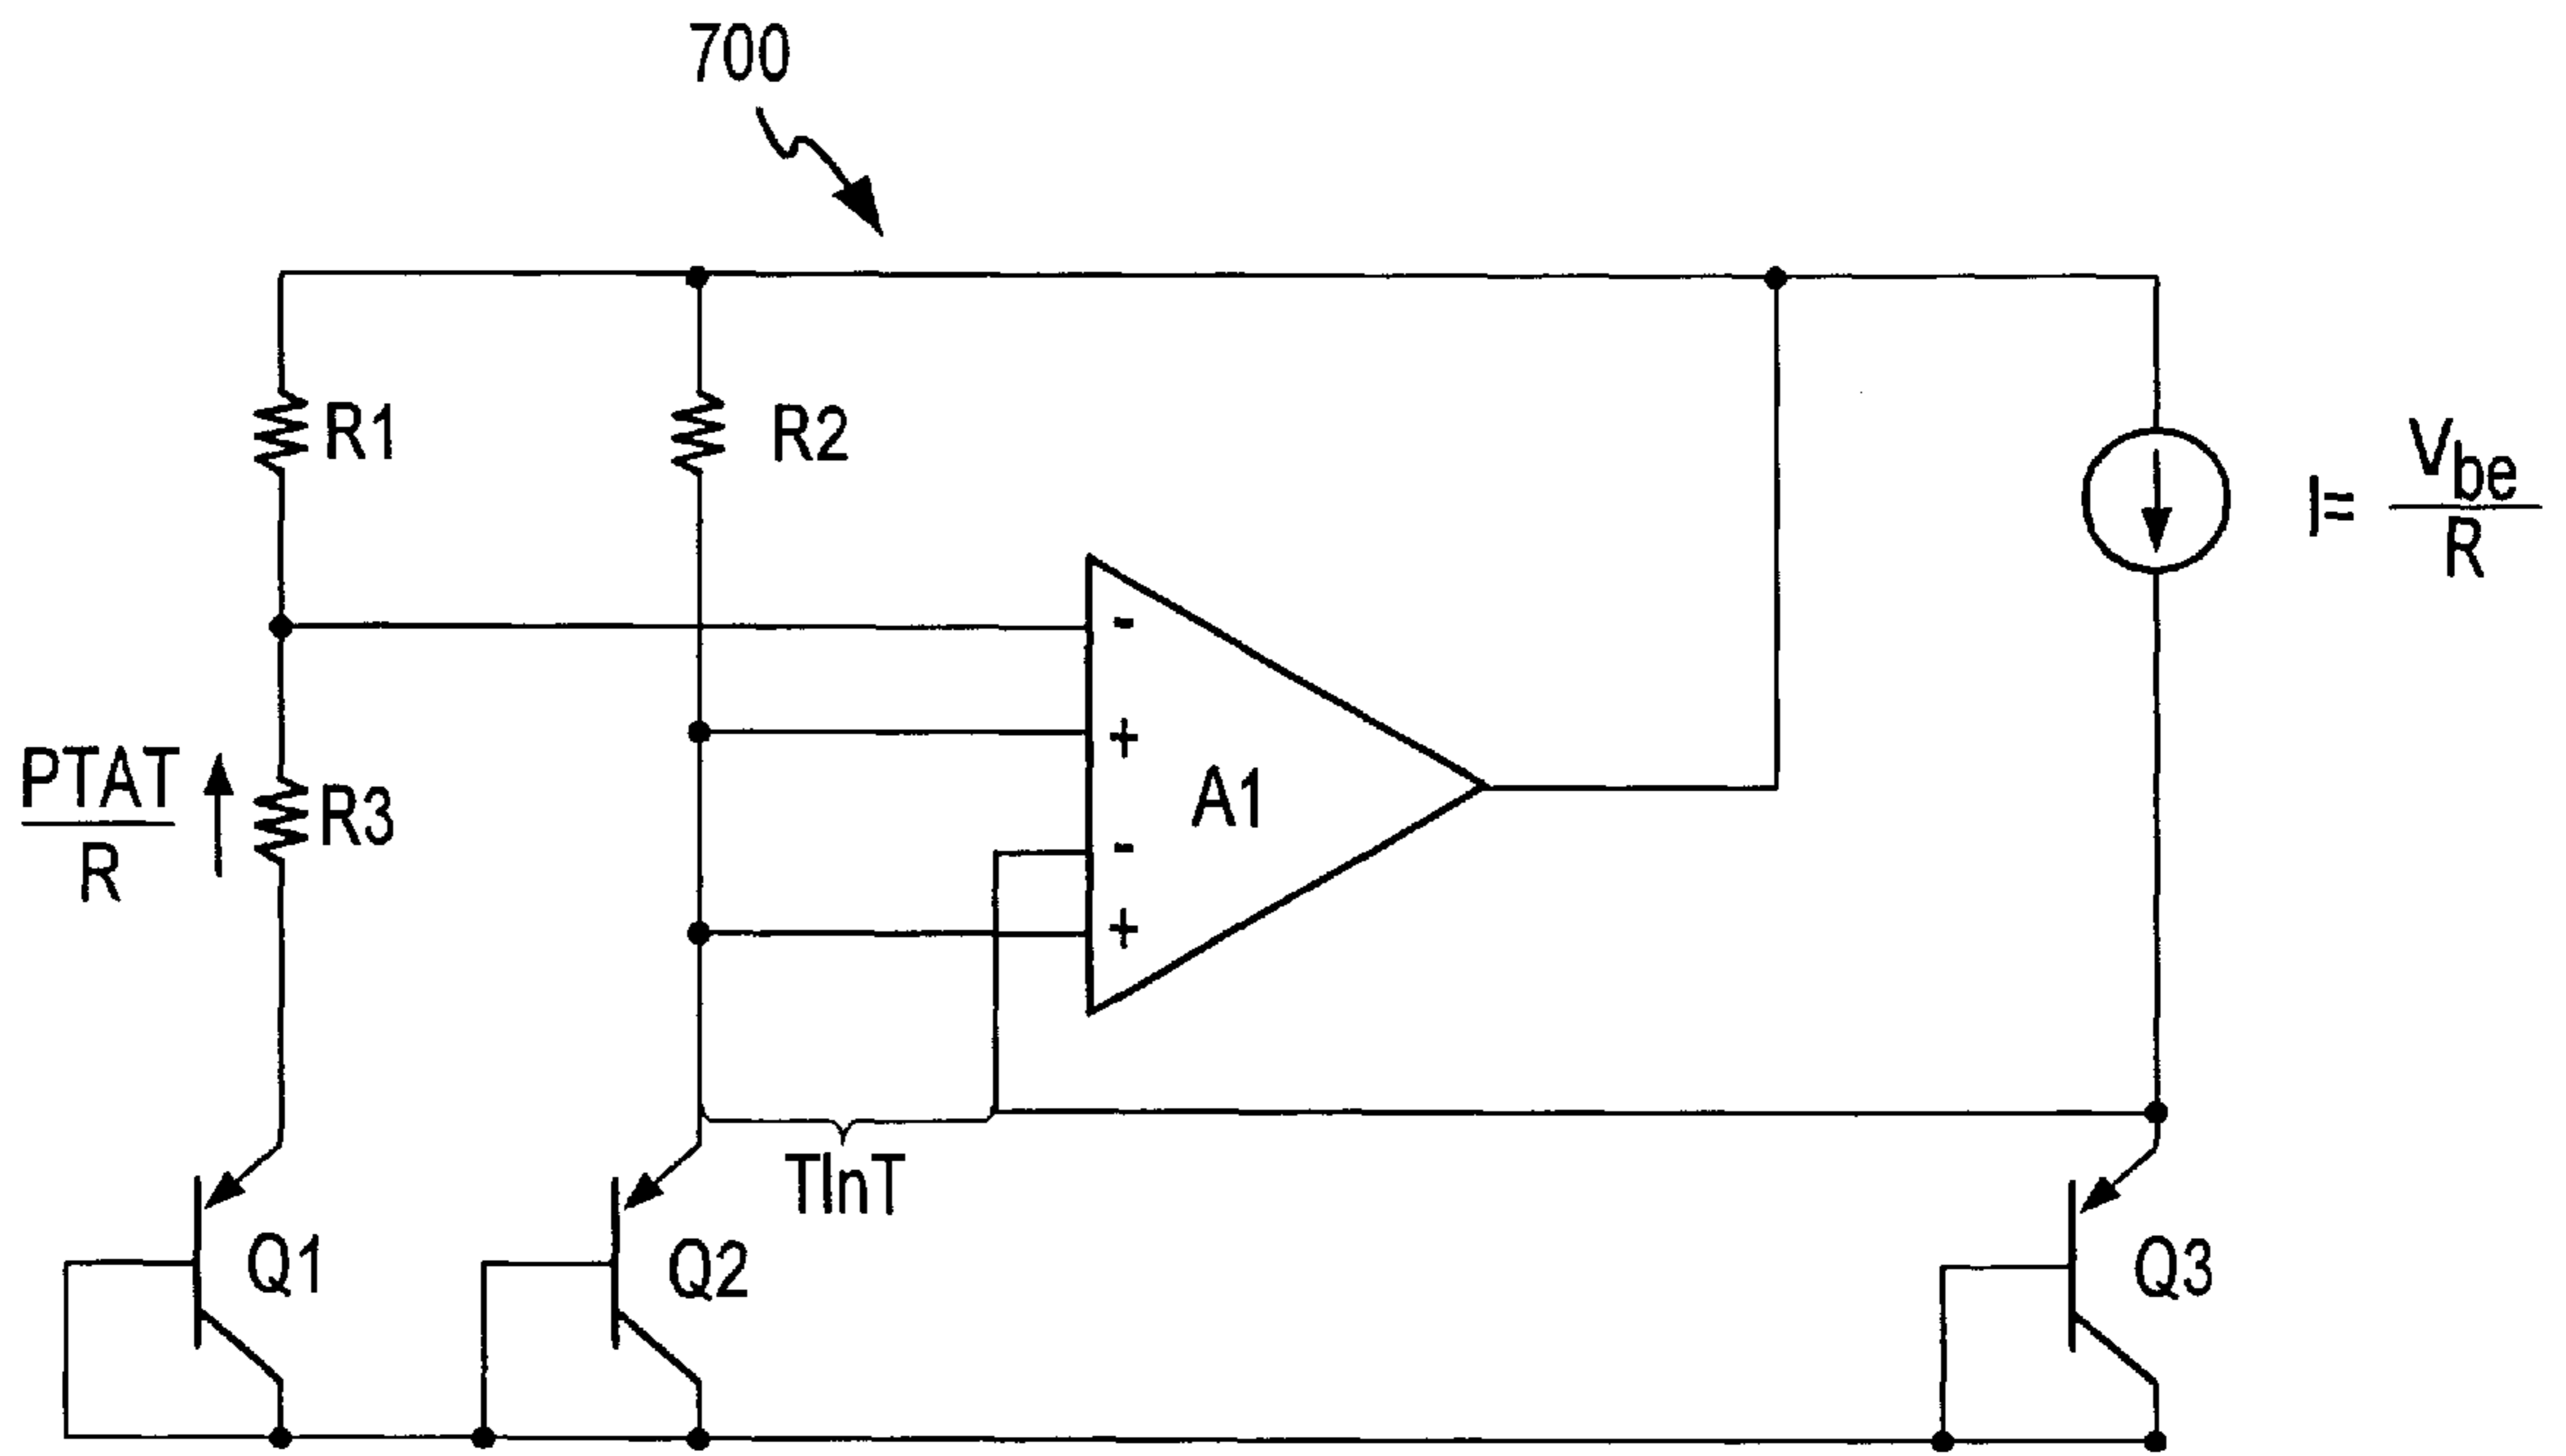 700
R1
R2
I= Vbe
R
-
+
A1
-
+
PTAT
R
R3
TlnT
Q1
Q2
Q3